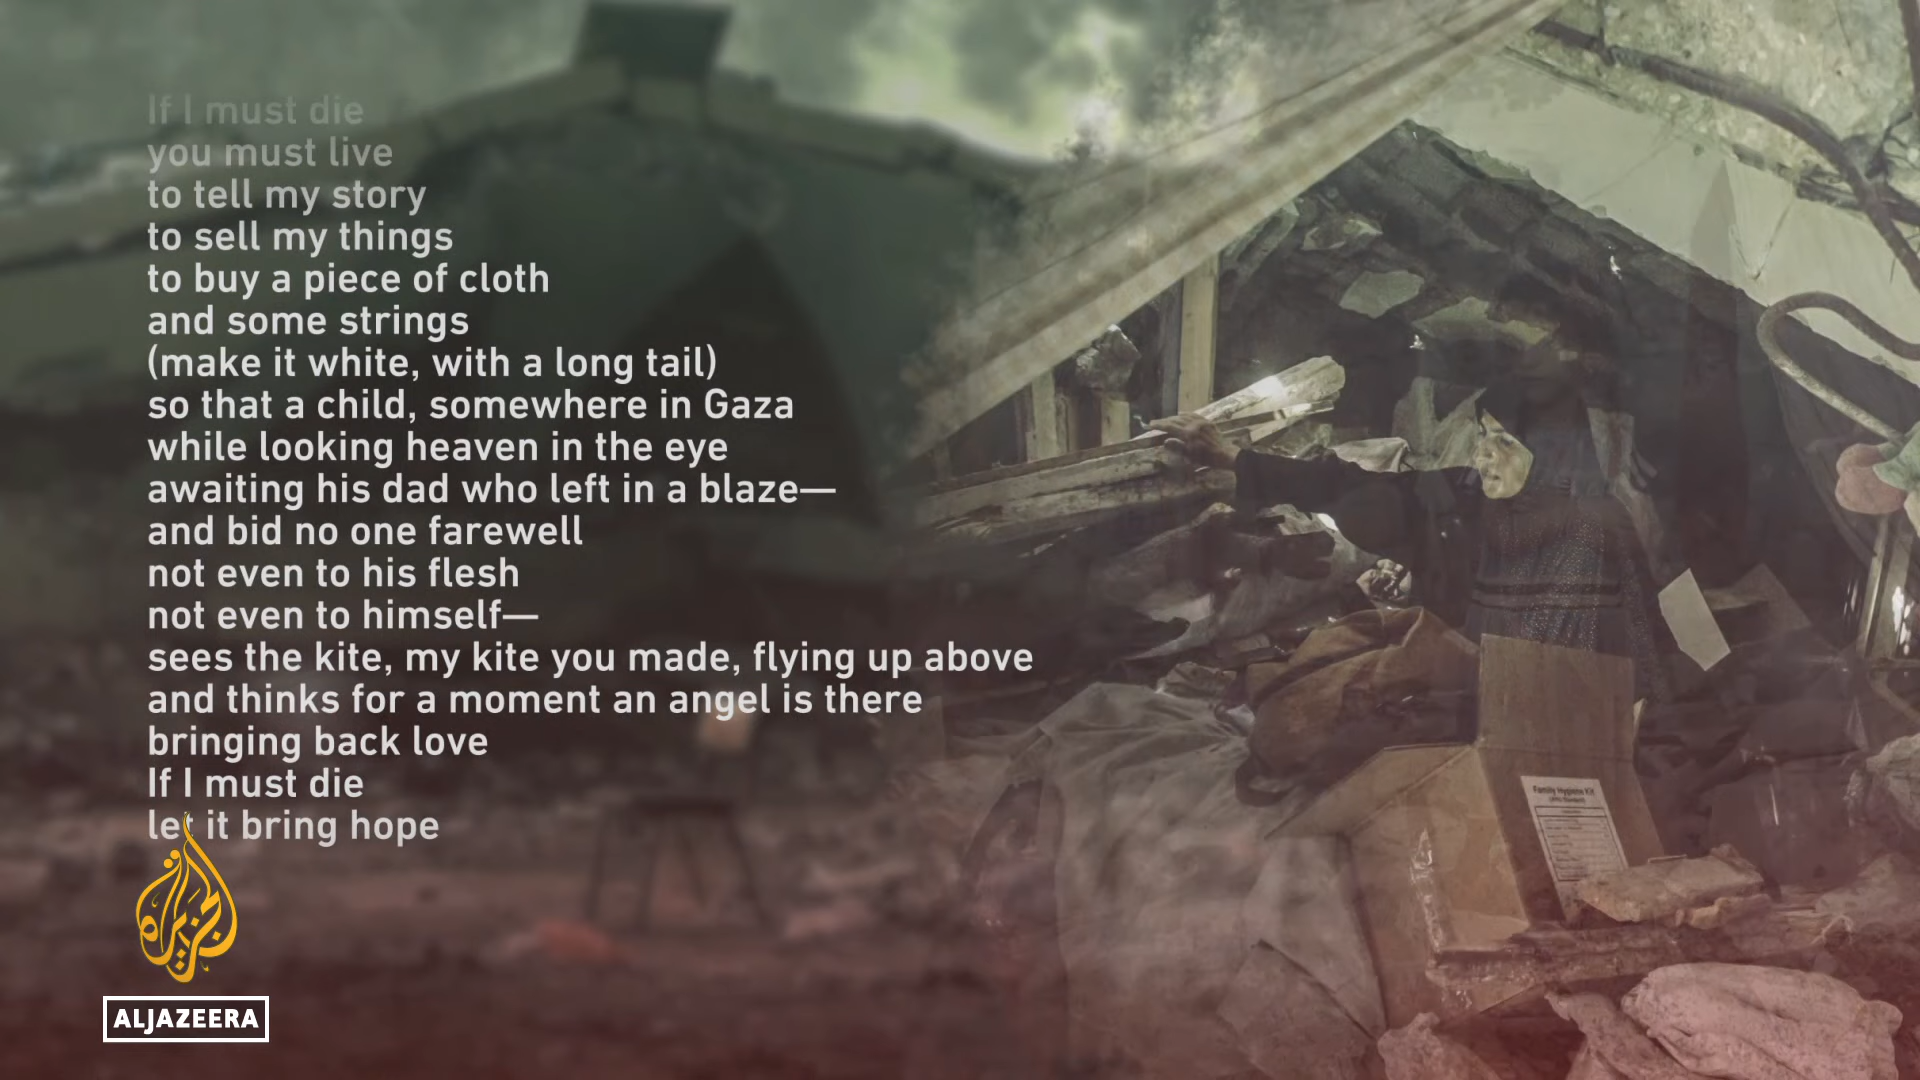 If I must die
you must live
to tell my story
to sell my things
to buy a piece of cloth
and some strings
(make it white, with a long tail)
so that a child, somewhere in Gaza
while looking heaven in the eye
awaiting his dad who left in a blaze—
and bid no one farewell
not even to his flesh
not even to himself—
sees the kite, my kite you made, flying up above
and thinks for a moment an angel is there
bringing back love
If I must die
let it bring hope
الجزيرة
ALJAZEERA
Family Hygiene Kit